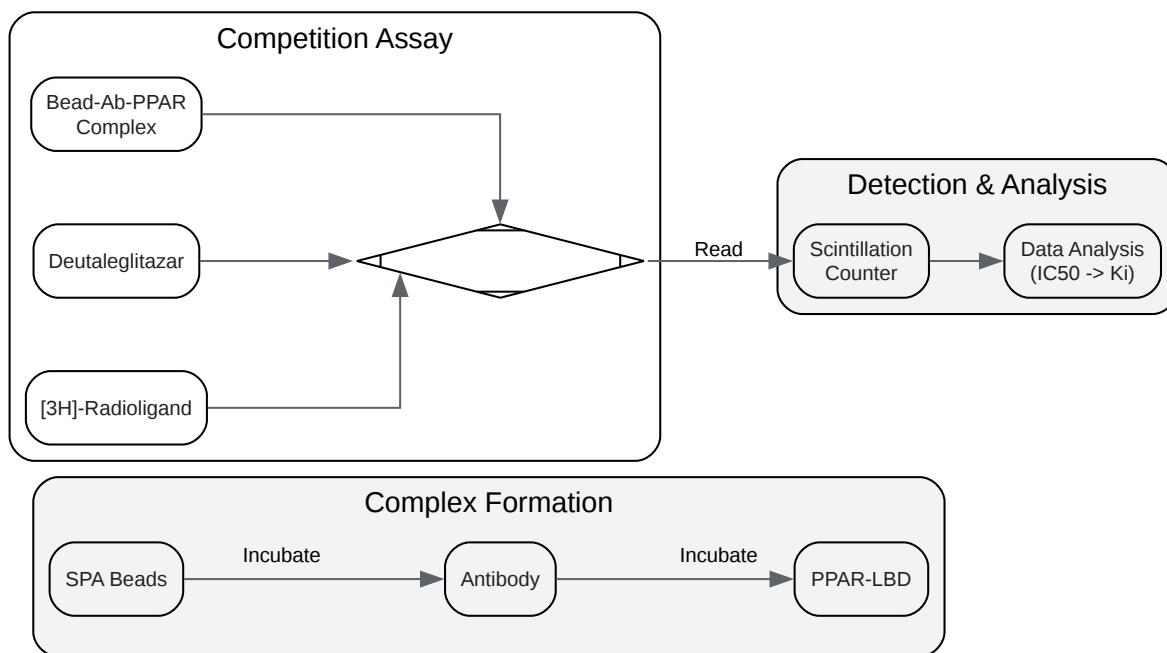 Competition Assay
Bead-Ab-PPAR
Complex
Deutaleglitazar
[3H]-Radioligand
Read
Detection & Analysis
Scintillation
Counter
Data Analysis
(IC50 -> Ki)
Complex Formation
SPA Beads
Incubate
Antibody
Incubate
PPAR-LBD